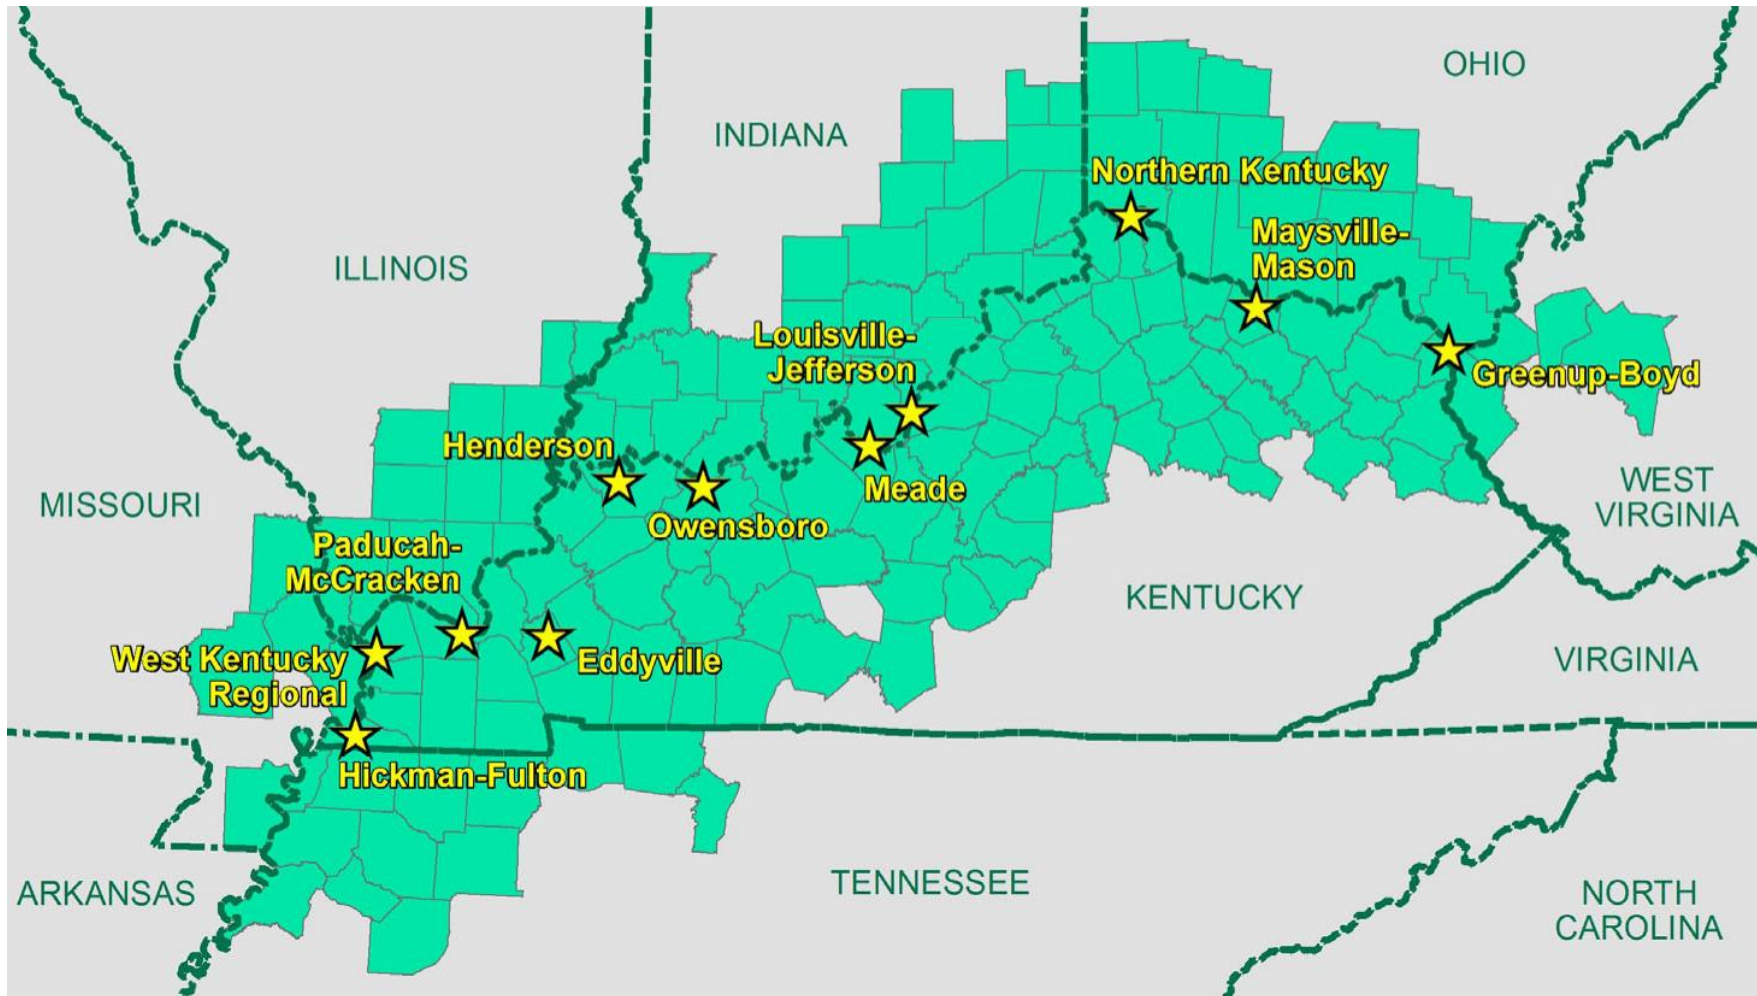 OHIO
INDIANA
Northern Kentucky
Maysville-
Mason
ILLINOIS
Louisville-
Jefferson
Greenup-Boyd
Henderson
Meade
WEST
VIRGINIA
MISSOURI
Owensboro
Paducah-
McCracken
KENTUCKY
West Kentucky
Regional
Eddyville
VIRGINIA
Hickman-Fulton
TENNESSEE
ARKANSAS
NORTH
CAROLINA